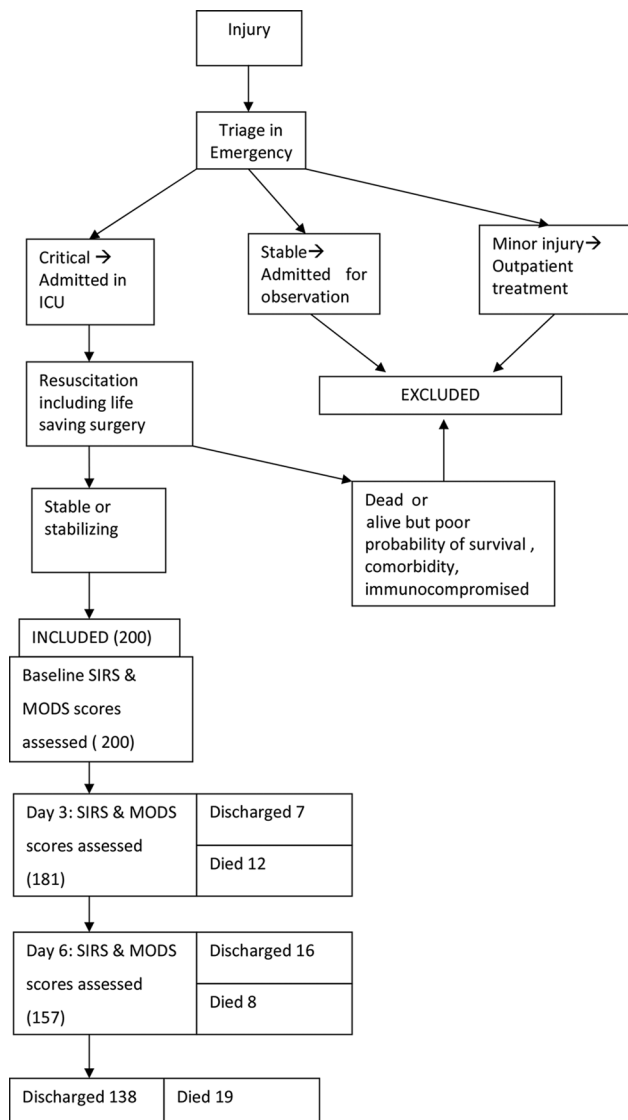 Injury
Triage in
Emergency
Critical →
Admitted in
ICU
Stable→
Admitted for
observation
Minor injury→
Outpatient
treatment
Resuscitation
including life
saving surgery
EXCLUDED
Stable or
stabilizing
Dead or
alive but poor
probability of survival ,
comorbidity,
immunocompromised
INCLUDED (200)
Baseline SIRS &
MODS scores
assessed ( 200)
Day 3: SIRS & MODS
scores assessed
(181)
Discharged 7
Died 12
Day 6: SIRS & MODS
scores assessed
(157)
Discharged 16
Died 8
Discharged 138
Died 19